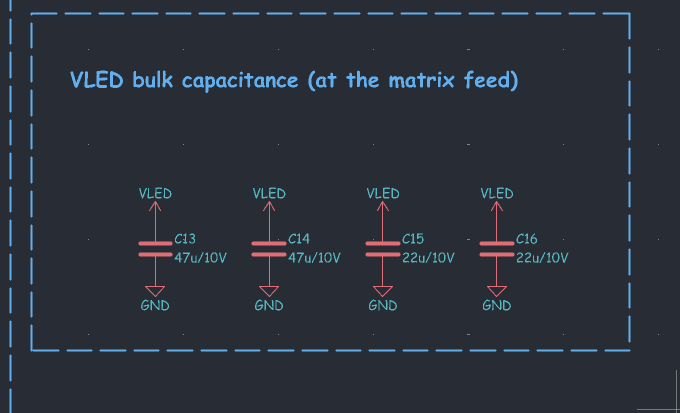 VLED bulk capacitance (at the matrix feed)
VLED VLED VLED VLED
C13 C14 C15 C16
47u/10V 47u/10V 22u/10V 22u/10V
GND GND GND GND